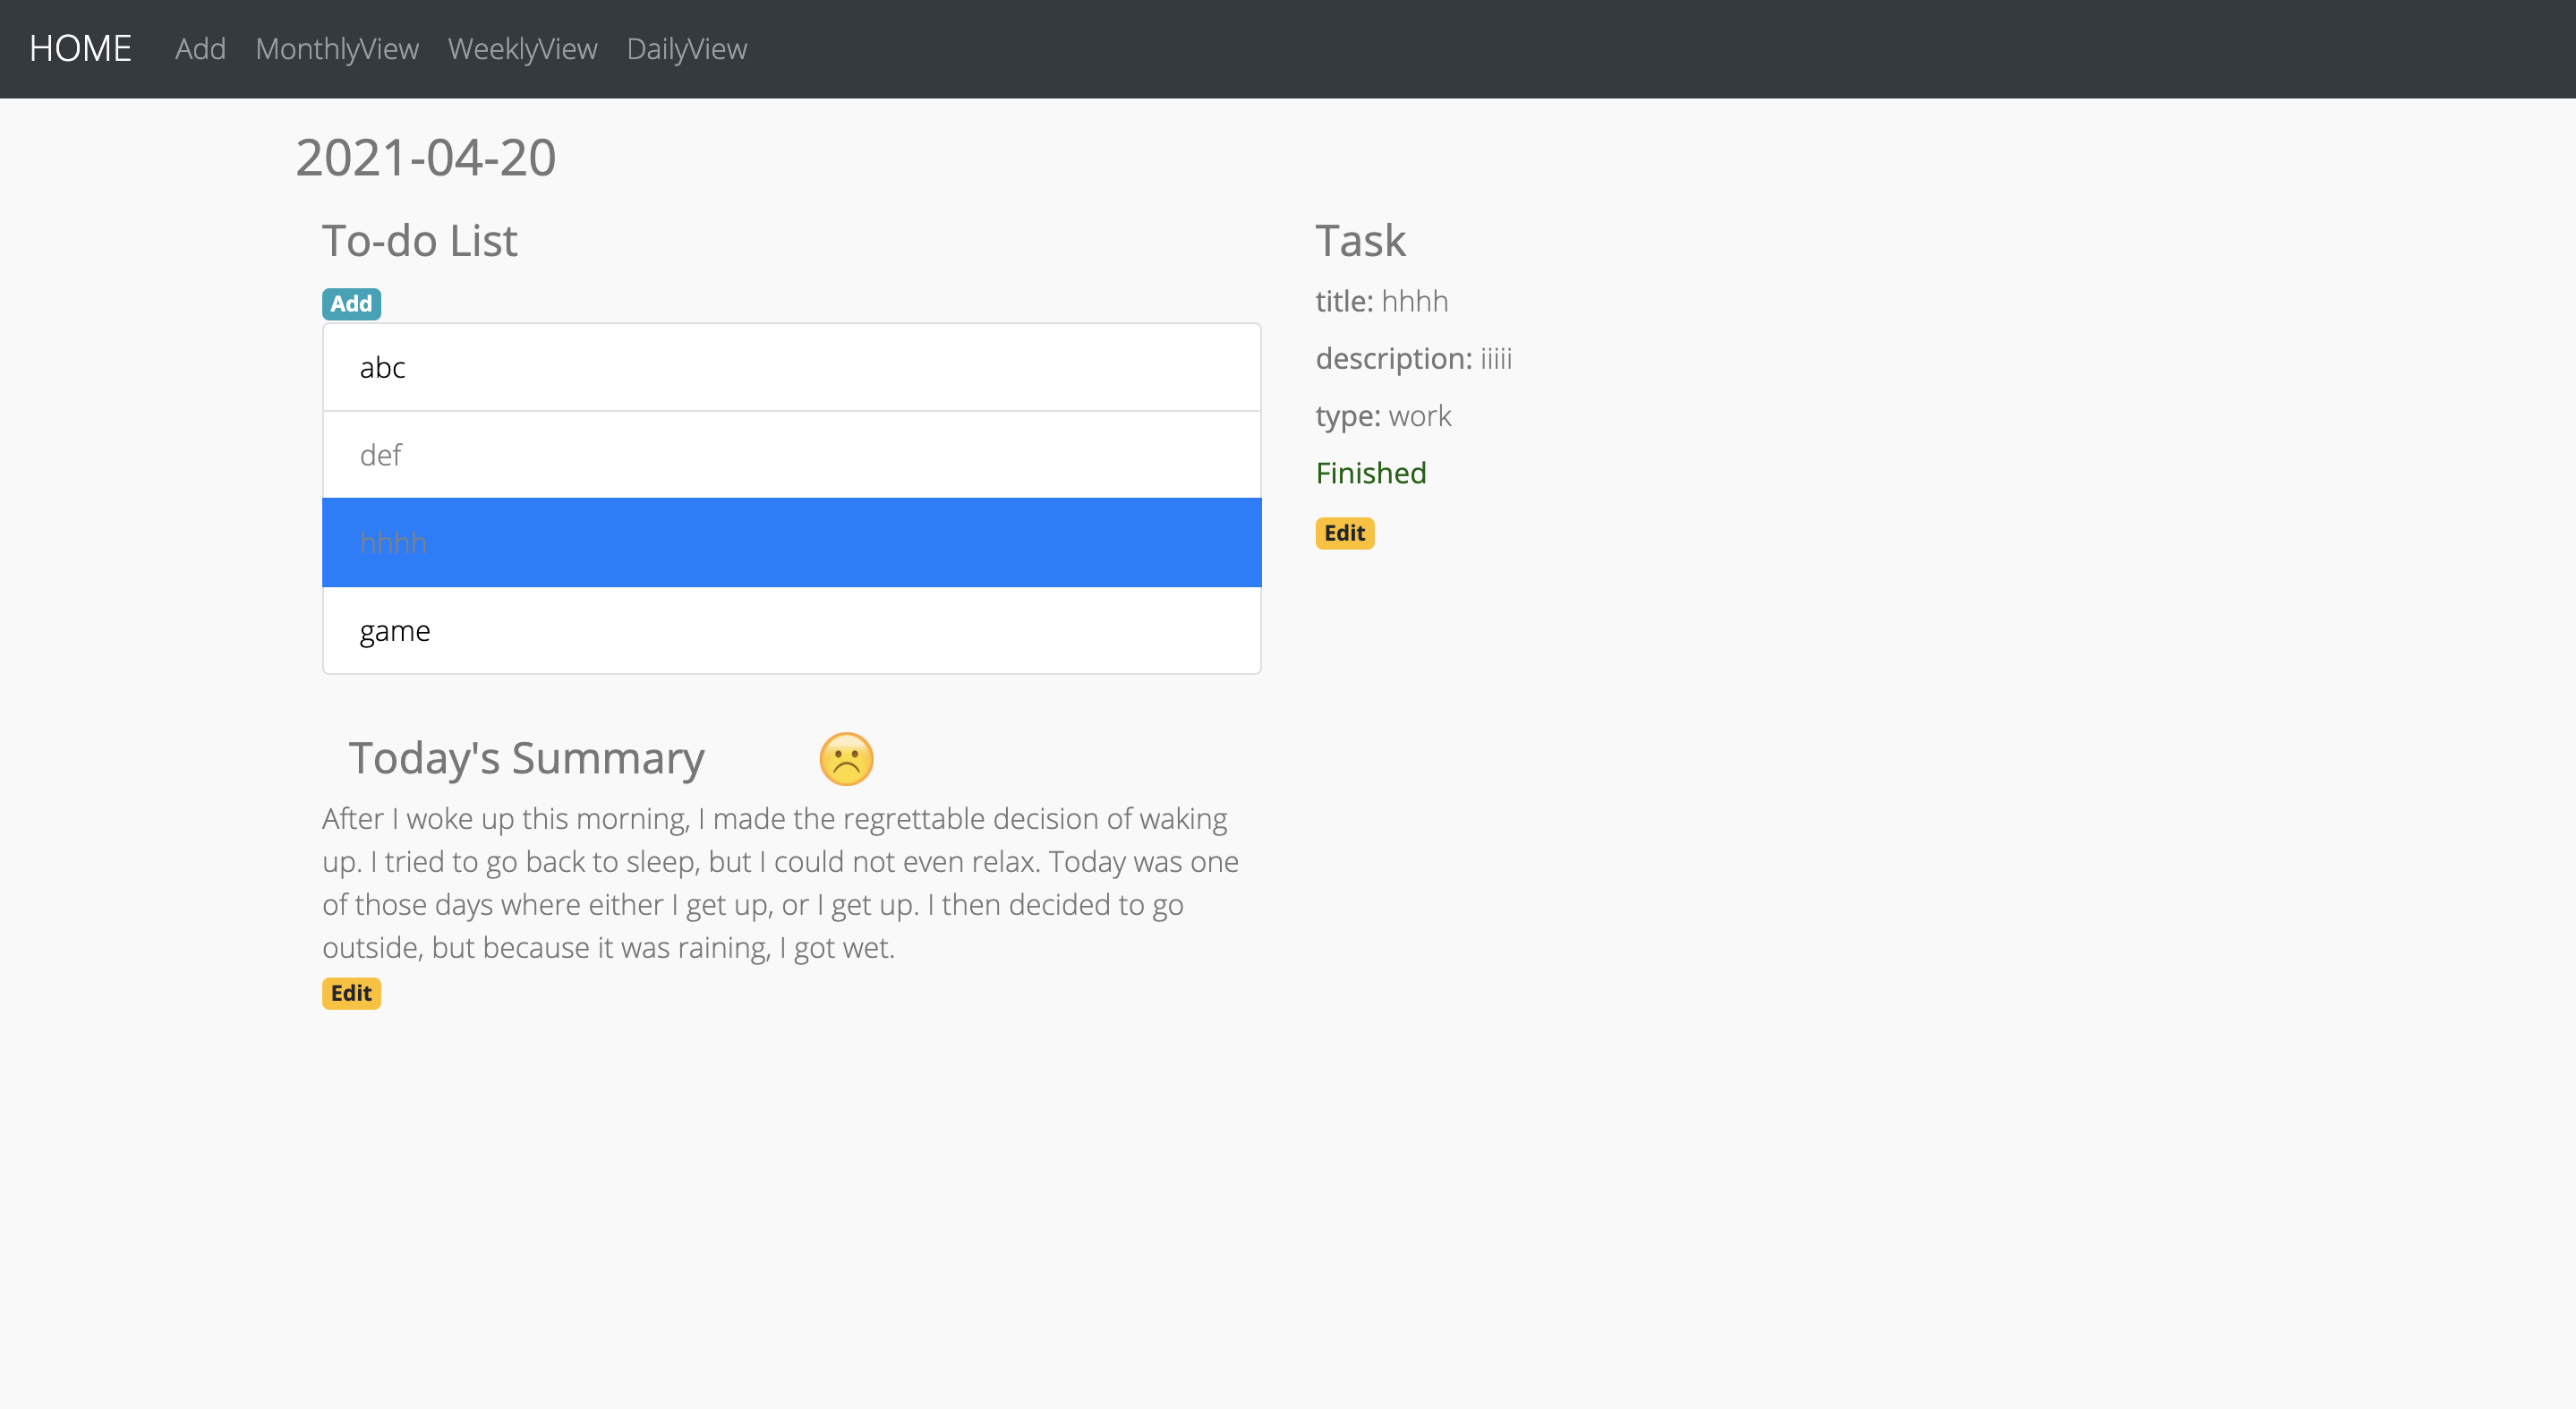 HOME Add MonthlyView WeeklyView DailyView
2021-04-20
To-do List
Add
abc
def
hhhh
game
Task
title: hhhh
description: iiiii
type: work
Finished
Edit
Today's Summary
After I woke up this morning, I made the regrettable decision of waking
up. I tried to go back to sleep, but I could not even relax. Today was one
of those days where either I get up, or I get up. I then decided to go
outside, but because it was raining, I got wet.
Edit